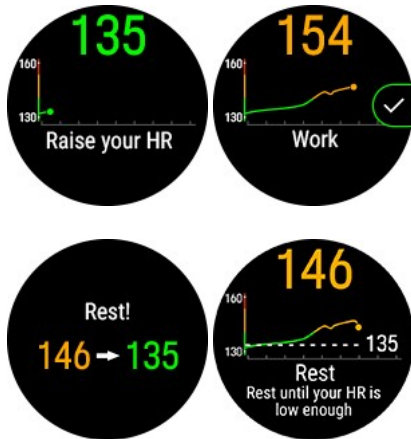 135
160
130
Raise your HR
154
160
130
Work
Rest!
146 → 135
146
160
135
130
Rest
Rest until your HR is
low enough